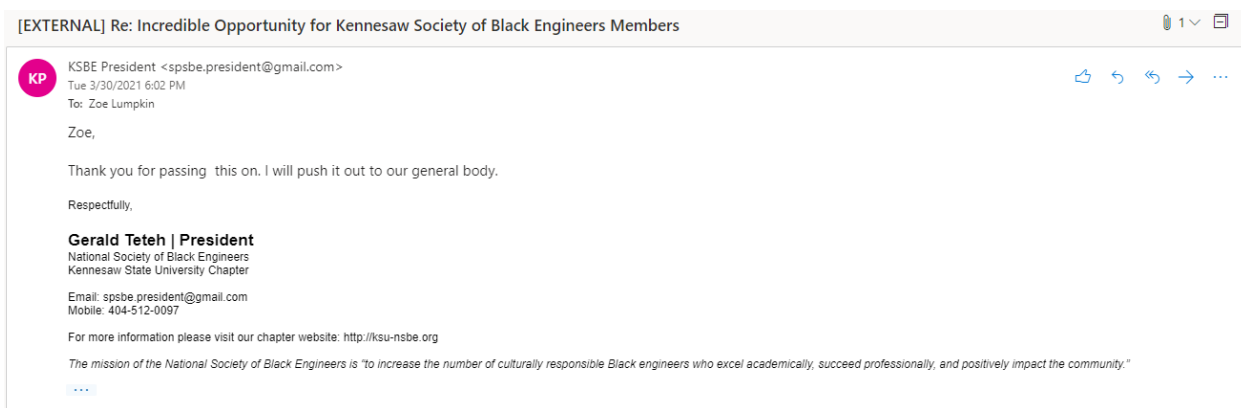 [EXTERNAL] Re: Incredible Opportunity for Kennesaw Society of Black Engineers Members
1
KP
KSBE President <spsbe.president@gmail.com>
Tue 3/30/2021 6:02 PM
To: Zoe Lumpkin
Zoe,
Thank you for passing  this on. I will push it out to our general body.
Respectfully,
Gerald Teteh | President
National Society of Black Engineers
Kennesaw State University Chapter
Email: spsbe.president@gmail.com
Mobile: 404-512-0097
For more information please visit our chapter website: http://ksu-nsbe.org
The mission of the National Society of Black Engineers is "to increase the number of culturally responsible Black engineers who excel academically, succeed professionally, and positively impact the community."
...